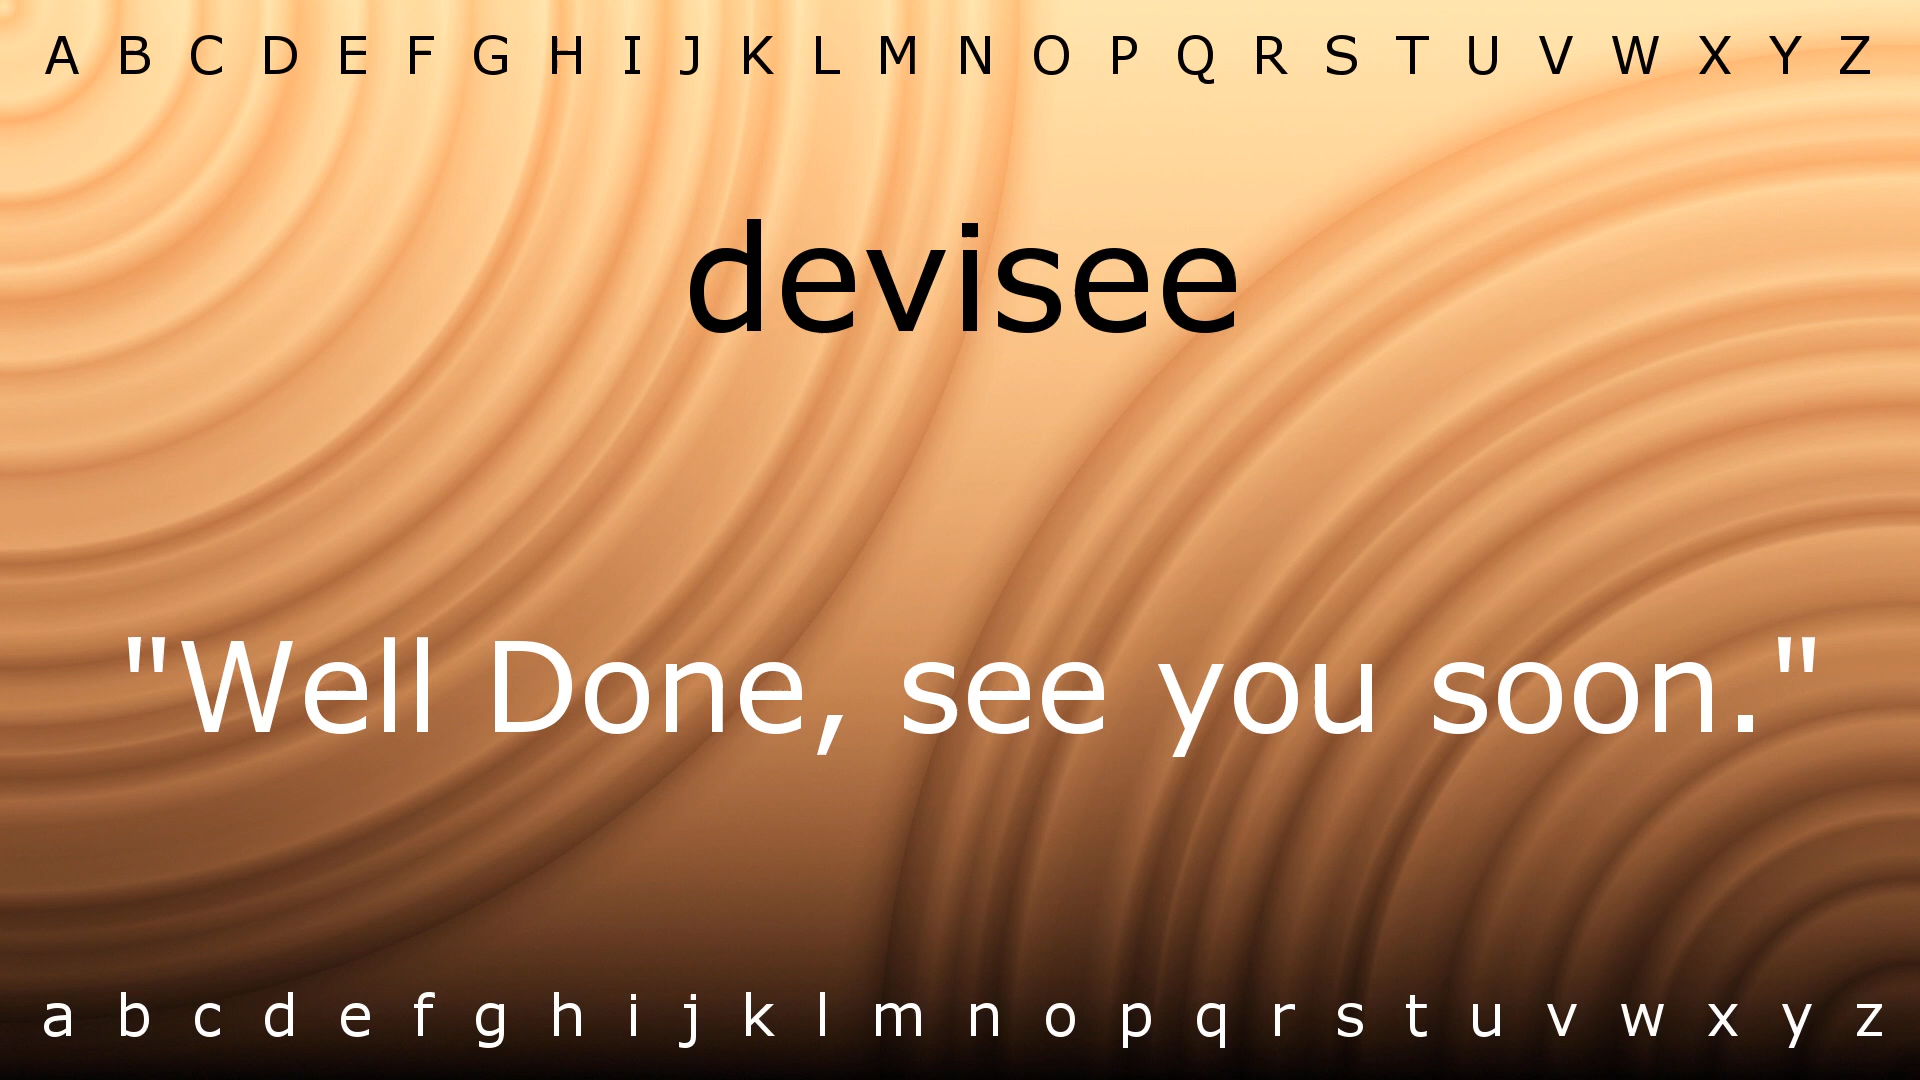 A B C D E F G H I J K L M N O P Q R S T U V W X Y Z
devisee
"Well Done, see you soon."
a b c d e f g h i j k l m n o p q r s t u v w x y z